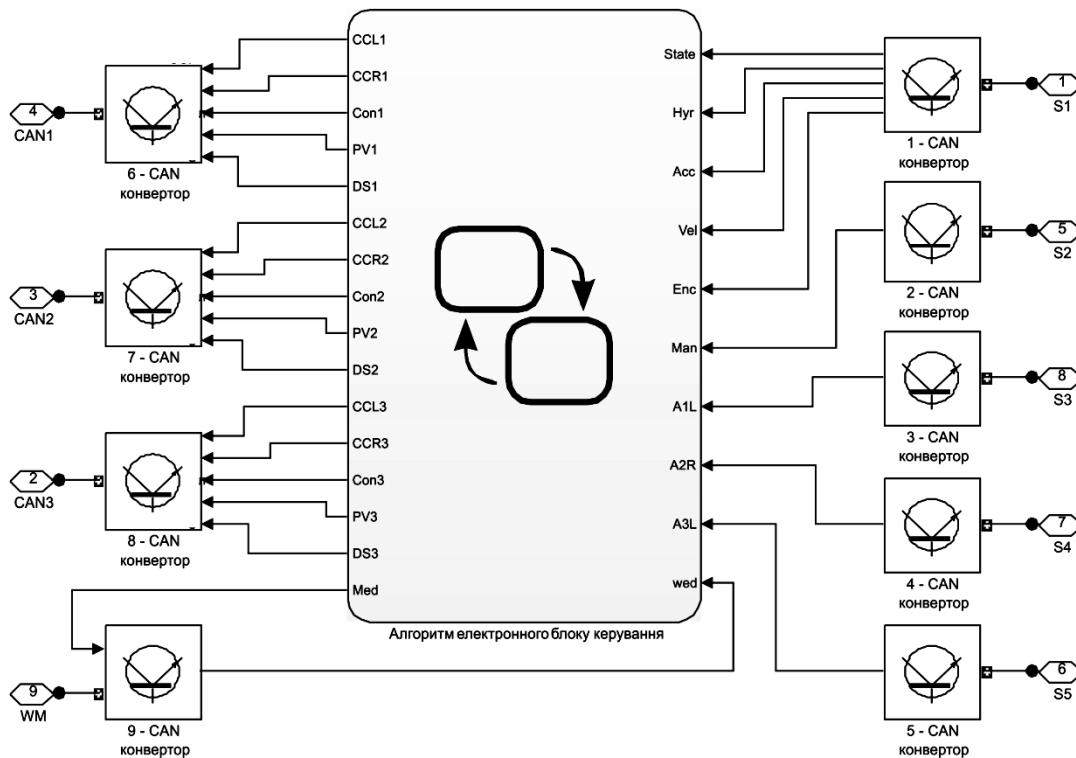 CCL1
CCR1
Con1
PV1
DS1
CCL2
CCR2
Con2
PV2
DS2
CCL3
CCR3
Con3
PV3
DS3
Med
State
Hyr
Acc
Vel
Enc
Man
A1L
A2R
A3L
wed
Алгоритм електронного блоку керування
4
CAN1
6 - CAN
конвертор
3
CAN2
7 - CAN
конвертор
2
CAN3
8 - CAN
конвертор
9
WM
9 - CAN
конвертор
1
S1
1 - CAN
конвертор
5
S2
2 - CAN
конвертор
8
S3
3 - CAN
конвертор
7
S4
4 - CAN
конвертор
6
S5
5 - CAN
конвертор